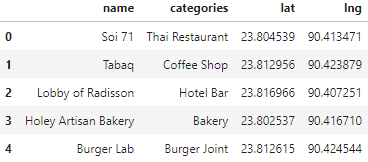 name categories lat lng
0 Soi 71 Thai Restaurant 23.804539 90.413471
1 Tabaq Coffee Shop 23.812956 90.423879
2 Lobby of Radisson Hotel Bar 23.816966 90.407251
3 Holey Artisan Bakery Bakery 23.802537 90.416710
4 Burger Lab Burger Joint 23.812615 90.424544